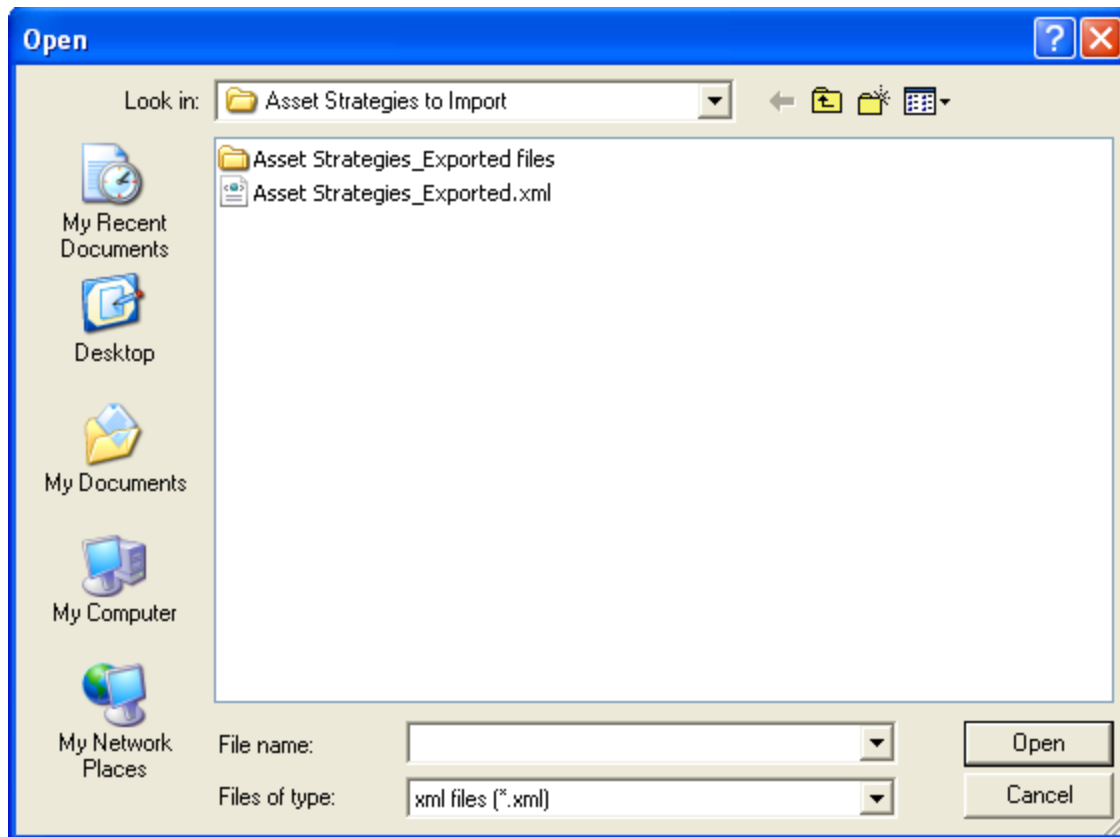 Open
Look in:
Asset Strategies to Import
Asset Strategies_Exported files
Asset Strategies_Exported.xml
My Recent
Documents
Desktop
My Documents
My Computer
My Network
Places
File name:
Open
Files of type:
xml files (*.xml)
Cancel